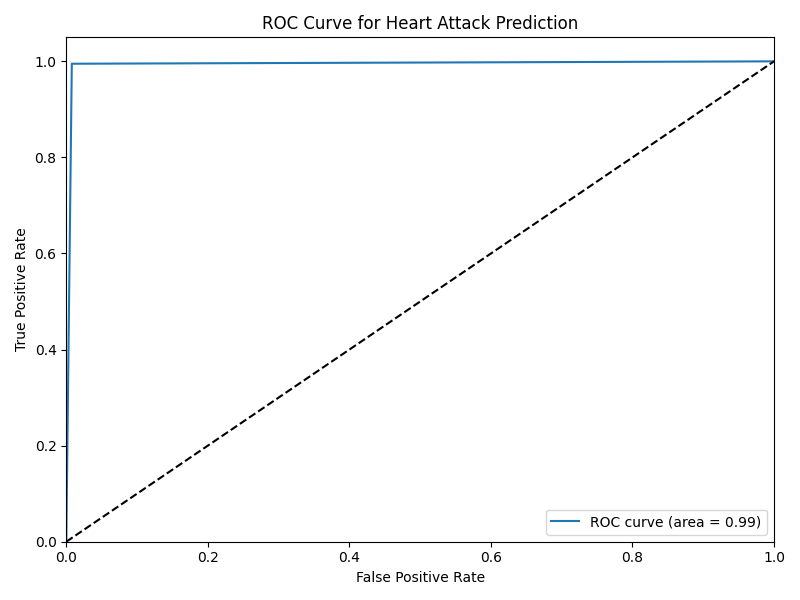 ROC Curve for Heart Attack Prediction
True Positive Rate
1.0
0.8
0.6
0.4
0.2
0.0
0.0 0.2 0.4 0.6 0.8 1.0
False Positive Rate
ROC curve (area = 0.99)